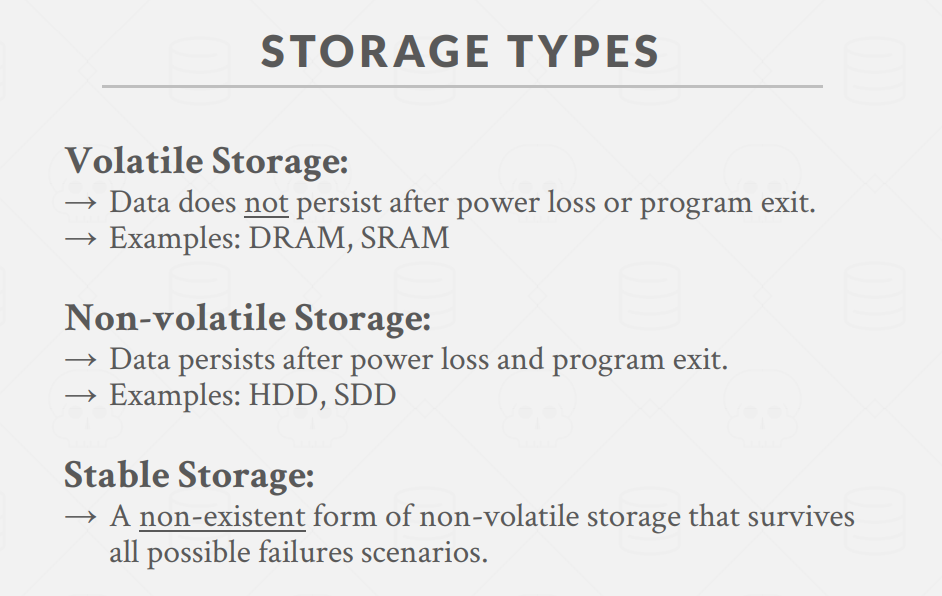 STORAGE TYPES
Volatile Storage:
→ Data does not persist after power loss or program exit.
→ Examples: DRAM, SRAM
Non-volatile Storage:
→ Data persists after power loss and program exit.
→ Examples: HDD, SDD
Stable Storage:
→ A non-existent form of non-volatile storage that survives
all possible failures scenarios.